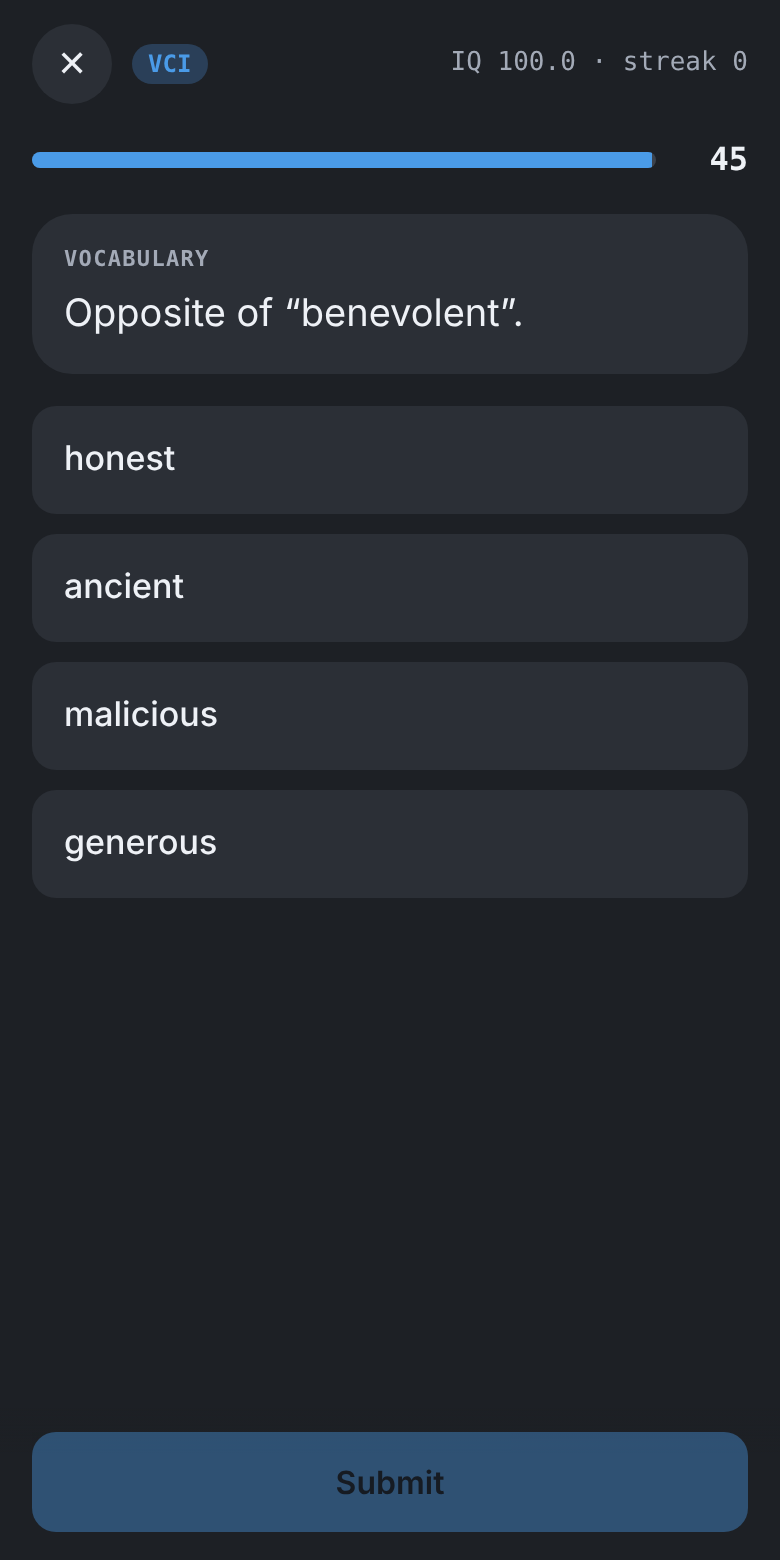 ✕ VCI IQ 100.0 · streak 0
45
VOCABULARY
Opposite of “benevolent”.
honest
ancient
malicious
generous
Submit